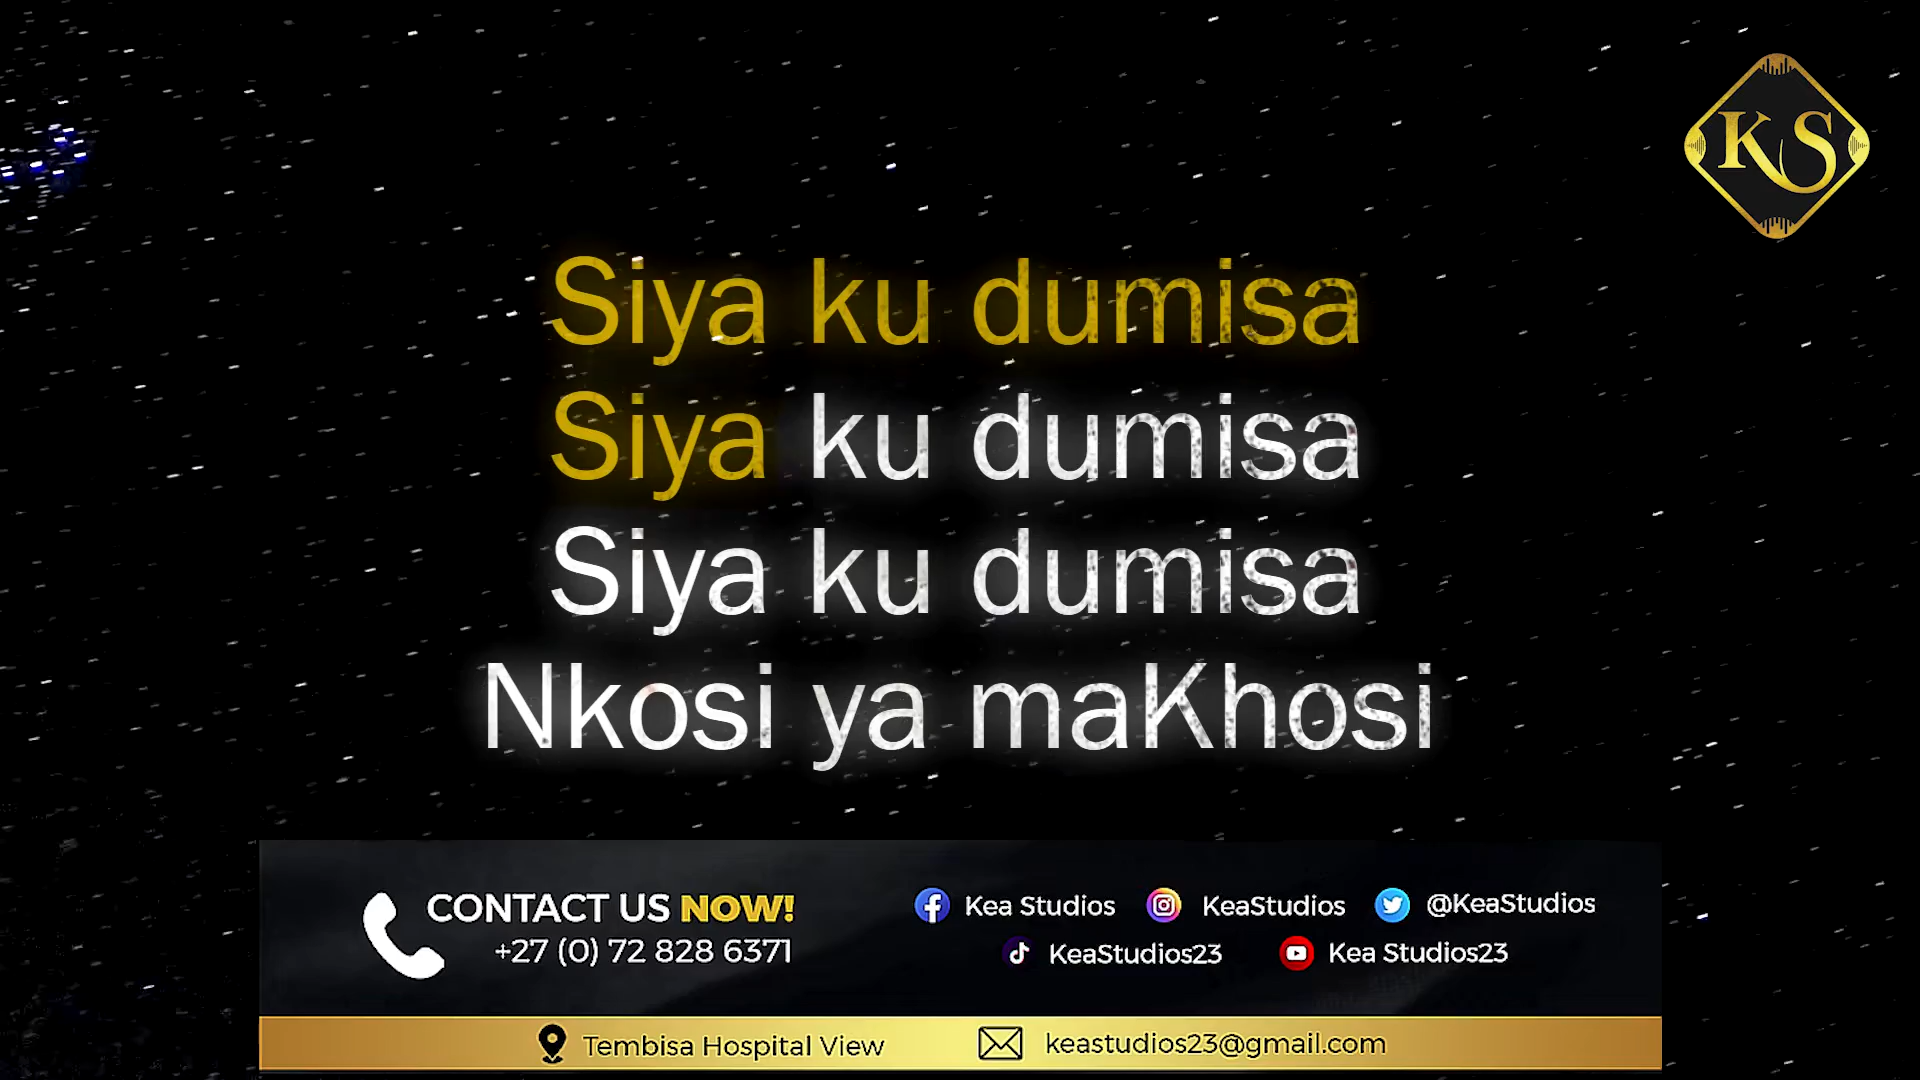 KS
Siya ku dumisa
Siya ku dumisa
Siya ku dumisa
Nkosi ya maKhosi
CONTACT US NOW!
+27 (0) 72 828 6371
Kea Studios KeaStudios @KeaStudios
KeaStudios23 Kea Studios23
Tembisa Hospital View keastudios23@gmail.com